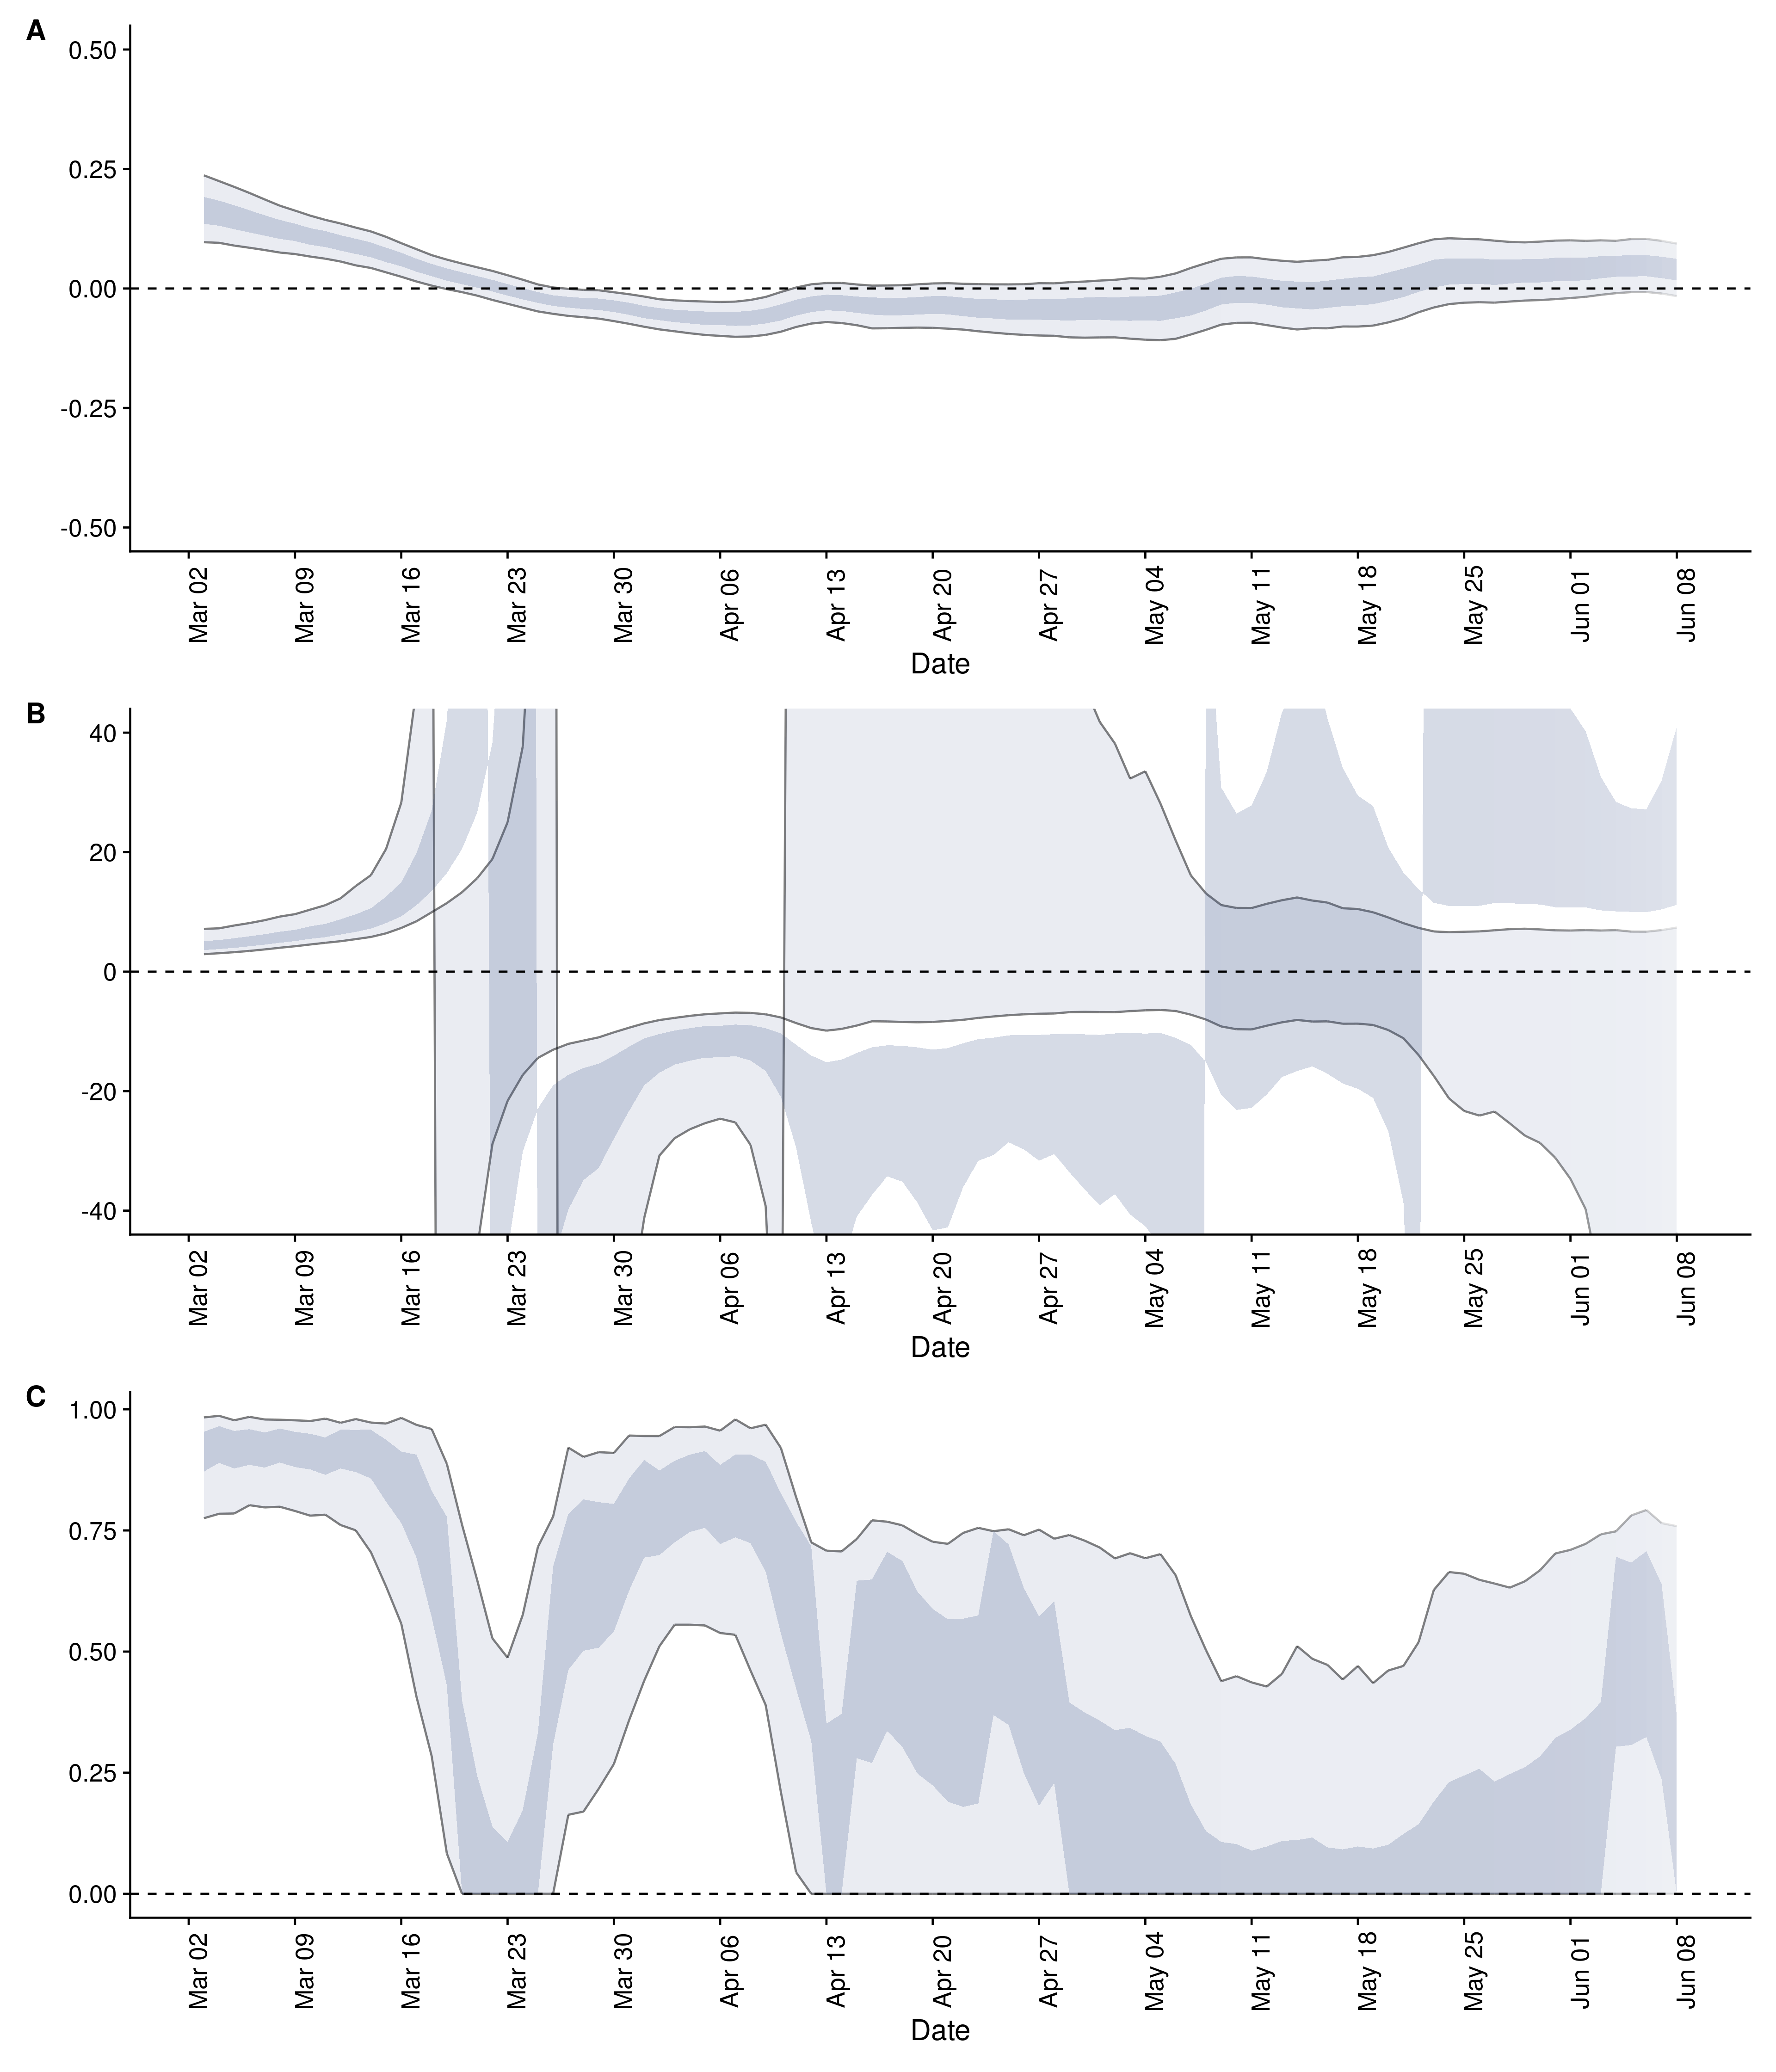 A
0.50
0.25
0.00
-0.25
-0.50
Mar 02
Mar 09
Mar 16
Mar 23
Mar 30
Apr 06
Apr 13
Apr 20
Apr 27
May 04
May 11
May 18
May 25
Jun 01
Jun 08
Date
B
40
20
0
-20
-40
Mar 02
Mar 09
Mar 16
Mar 23
Mar 30
Apr 06
Apr 13
Apr 20
Apr 27
May 04
May 11
May 18
May 25
Jun 01
Jun 08
Date
C
1.00
0.75
0.50
0.25
0.00
Mar 02
Mar 09
Mar 16
Mar 23
Mar 30
Apr 06
Apr 13
Apr 20
Apr 27
May 04
May 11
May 18
May 25
Jun 01
Jun 08
Date